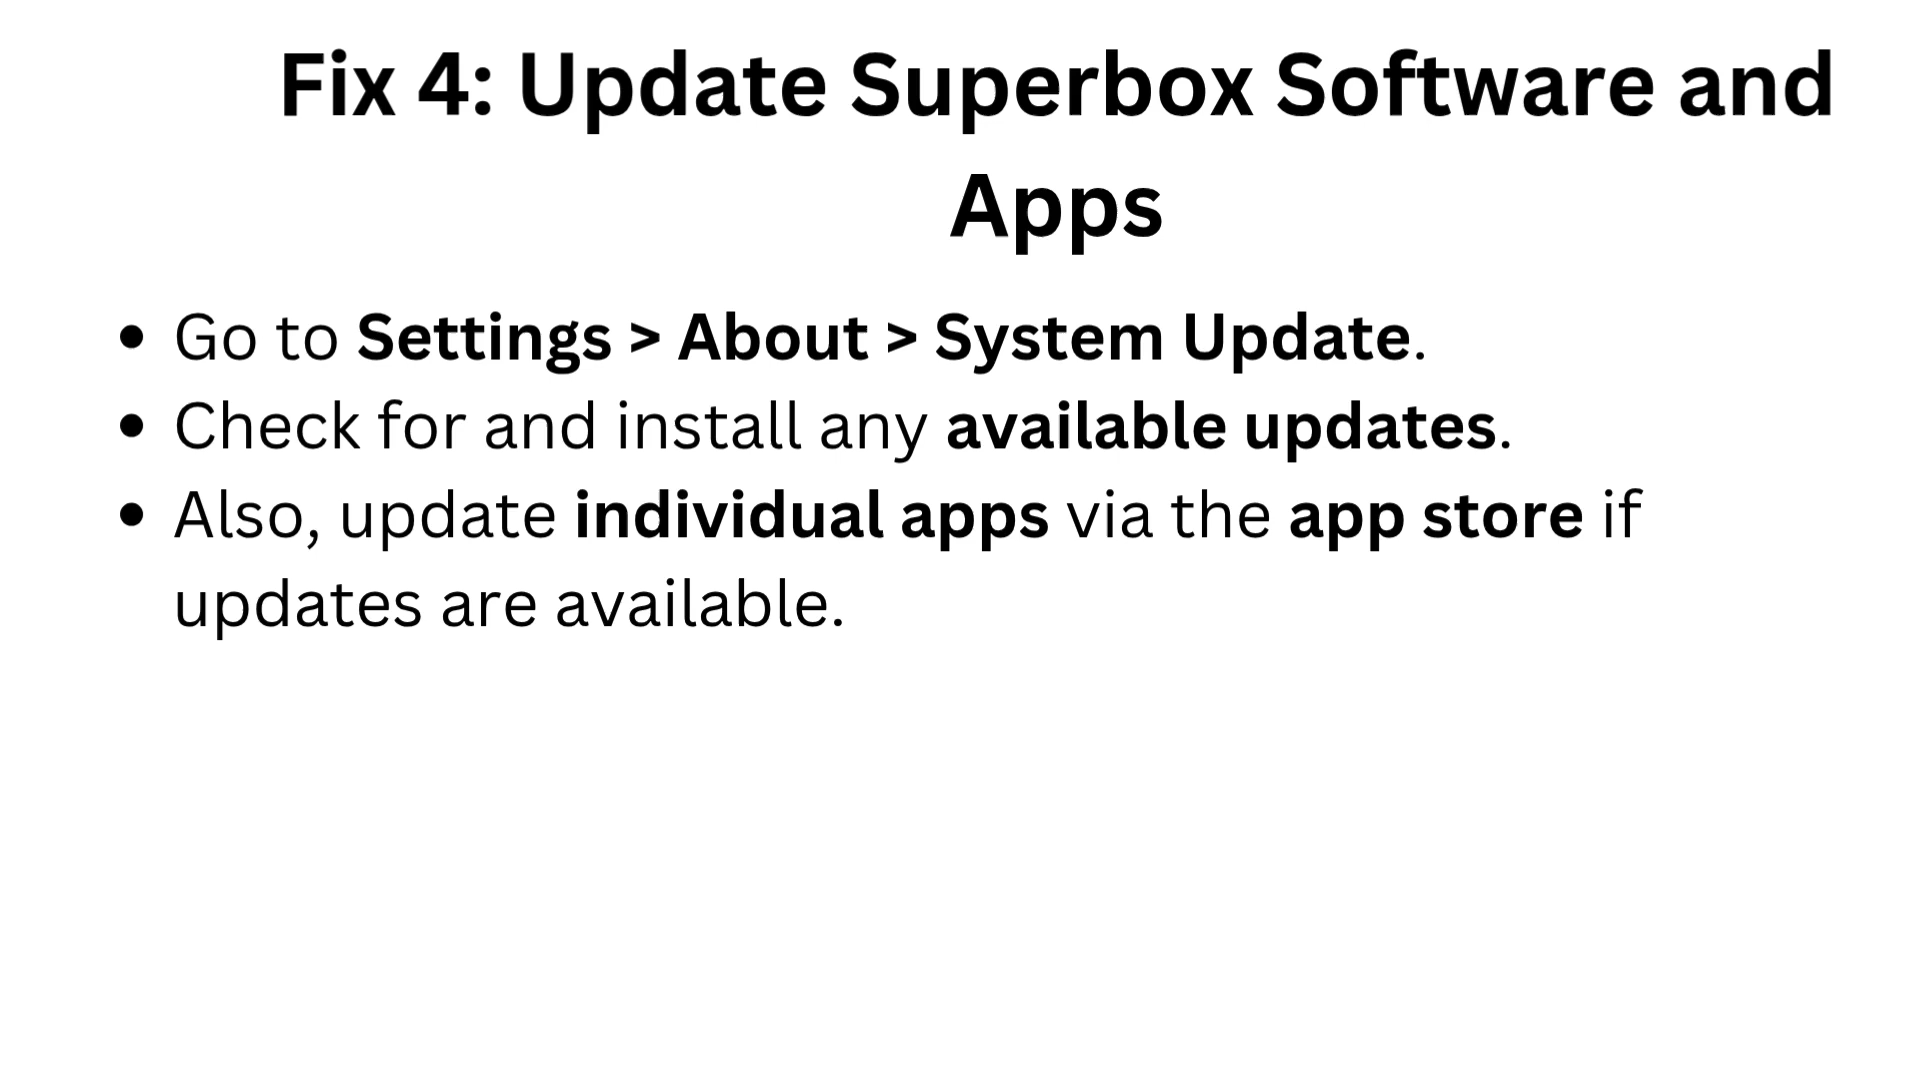 Fix 4: Update Superbox Software and
Apps
• Go to Settings > About > System Update.
• Check for and install any available updates.
• Also, update individual apps via the app store if
updates are available.